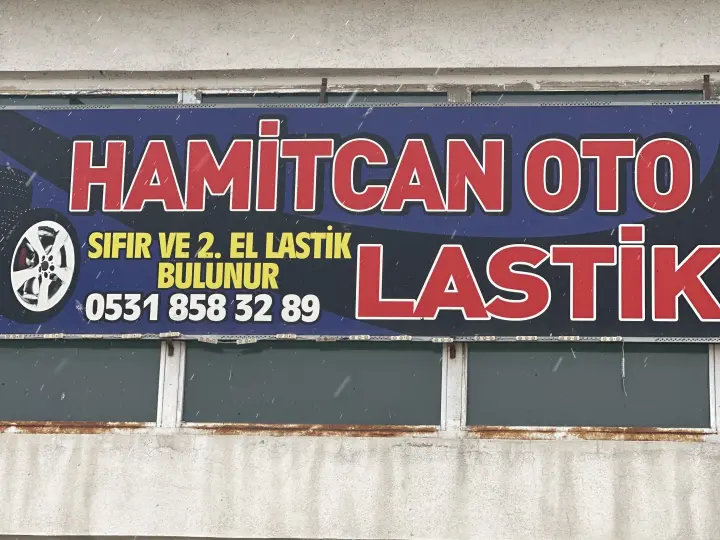 HAMİTCAN OTO
LASTİK
SIFIR VE 2. EL LASTİK
BULUNUR
0531 858 32 89